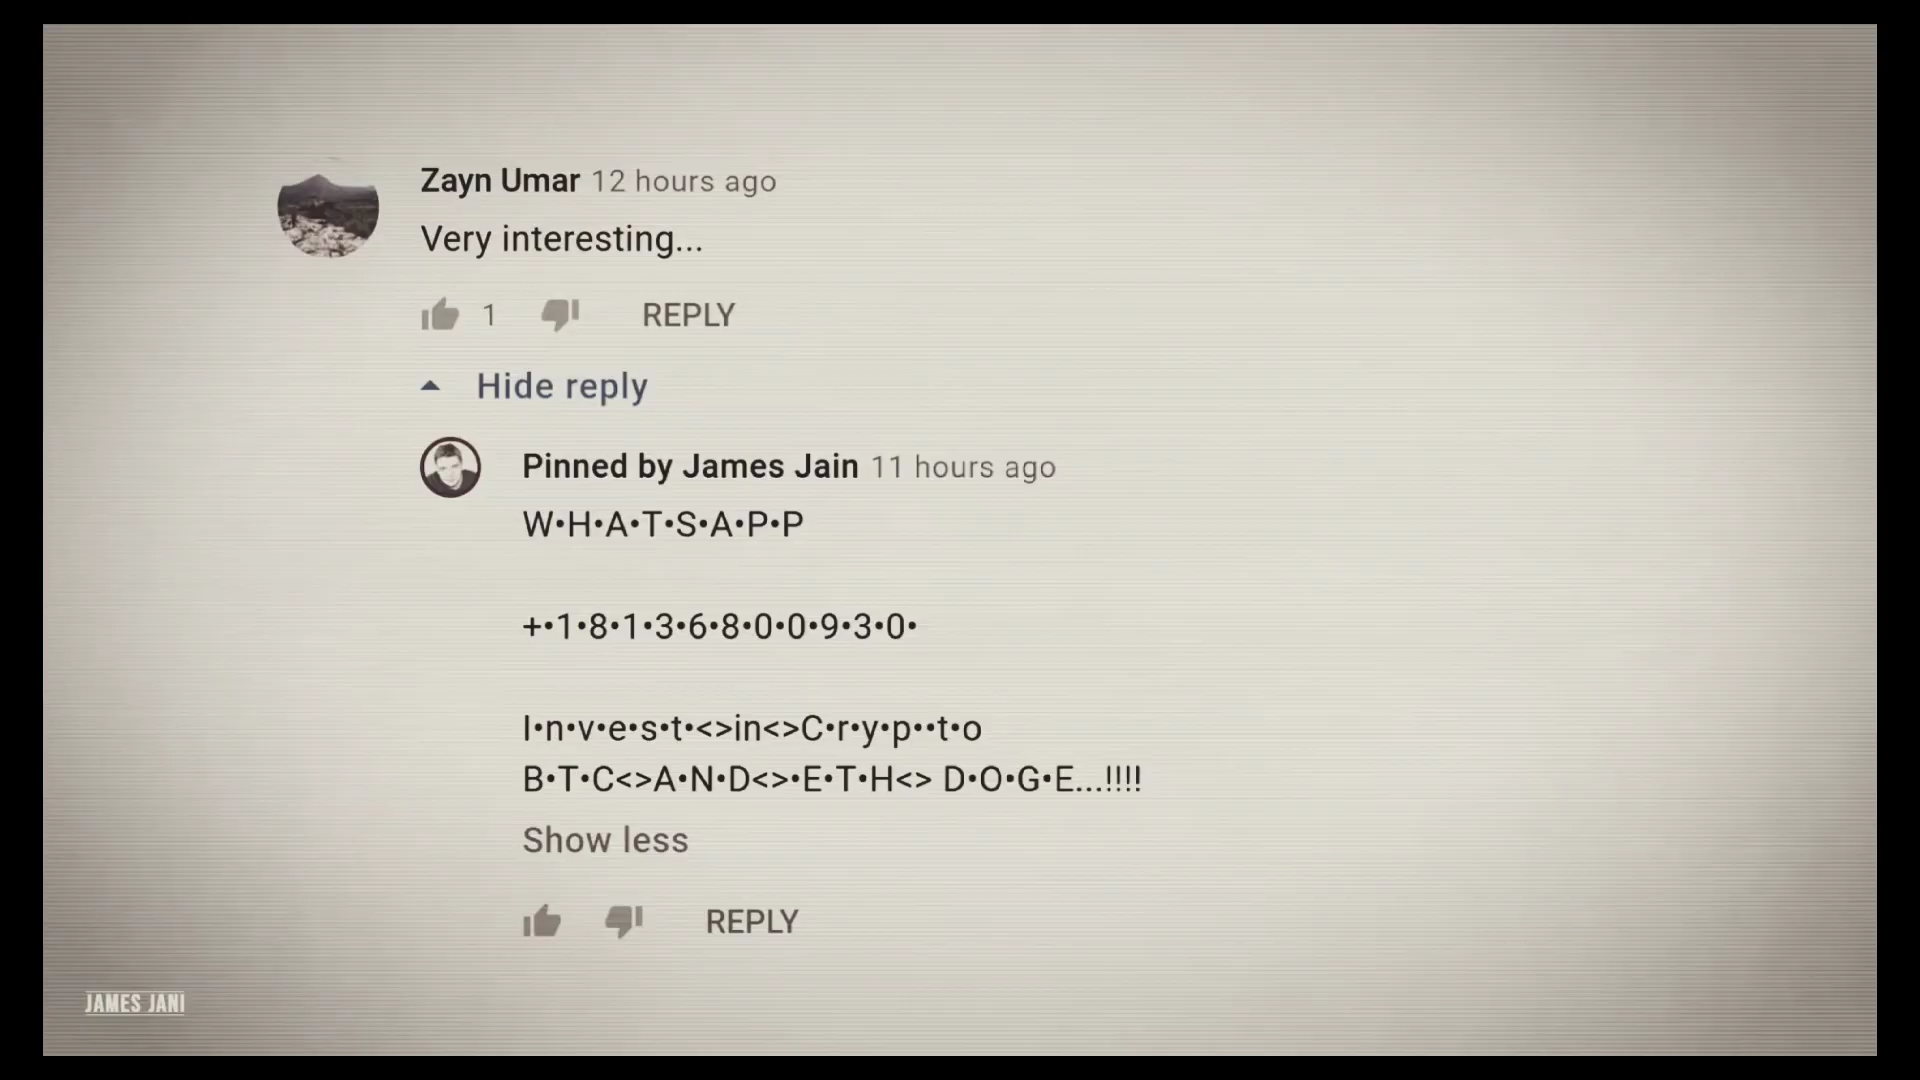 Zayn Umar 12 hours ago
Very interesting...
1 REPLY
Hide reply
Pinned by James Jain 11 hours ago
W•H•A•T•S•A•P•P
+•1•8•1•3•6•8•0•0•9•3•0•
I•n•v•e•s•t•<>in<>C•r•y•p••t•o
B•T•C<>A•N•D<>•E•T•H<> D•O•G•E...!!!!
Show less
REPLY
JAMES JANI